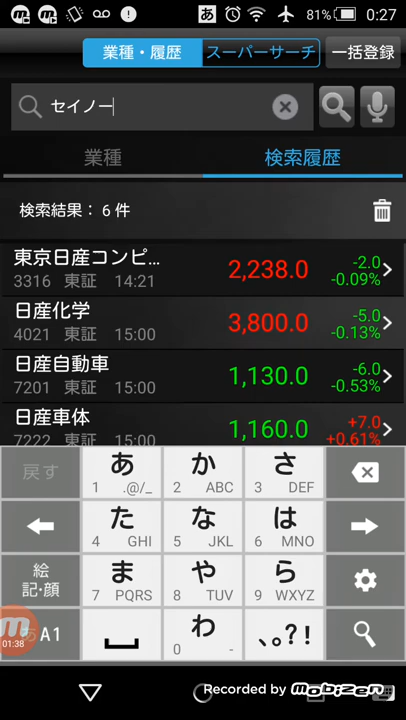 あ 81% 0:27
業種・履歴 スーパーサーチ 一括登録
セイノー
業種 検索履歴
検索結果： 6 件
東京日産コンピ... 2,238.0 -2.0
3316 東証 14:21 -0.09%
日産化学 3,800.0 -5.0
4021 東証 15:00 -0.13%
日産自動車 1,130.0 -6.0
7201 東証 15:00 -0.53%
日産車体 1,160.0 +7.0
7222 東証 15:00 +0.61%
戻す あ か さ
1 .@/_ 2 ABC 3 DEF
た な は
4 GHI 5 JKL 6 MNO
絵記・顔 ま や ら
7 PQRS 8 TUV 9 WXYZ
あA1 わ 、。?!
0 -
01:38
Recorded by mobizen